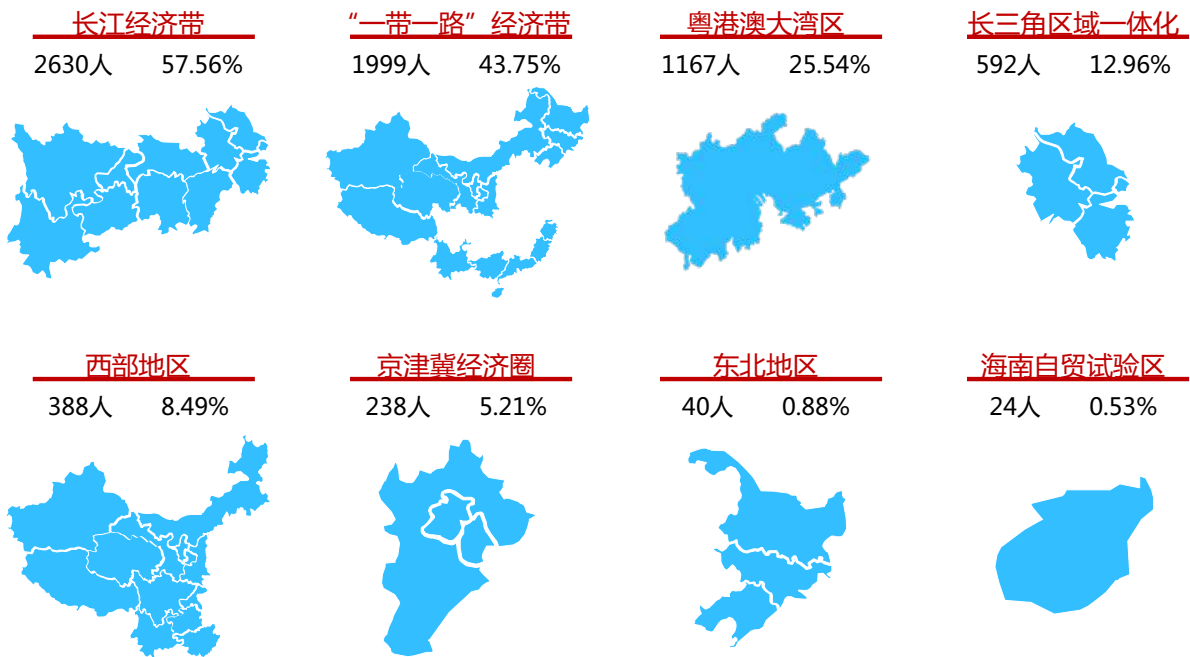 长江经济带
2630人 57.56%
“一带一路”经济带
1999人 43.75%
粤港澳大湾区
1167人 25.54%
长三角区域一体化
592人 12.96%
西部地区
388人 8.49%
京津冀经济圈
238人 5.21%
东北地区
40人 0.88%
海南自贸试验区
24人 0.53%